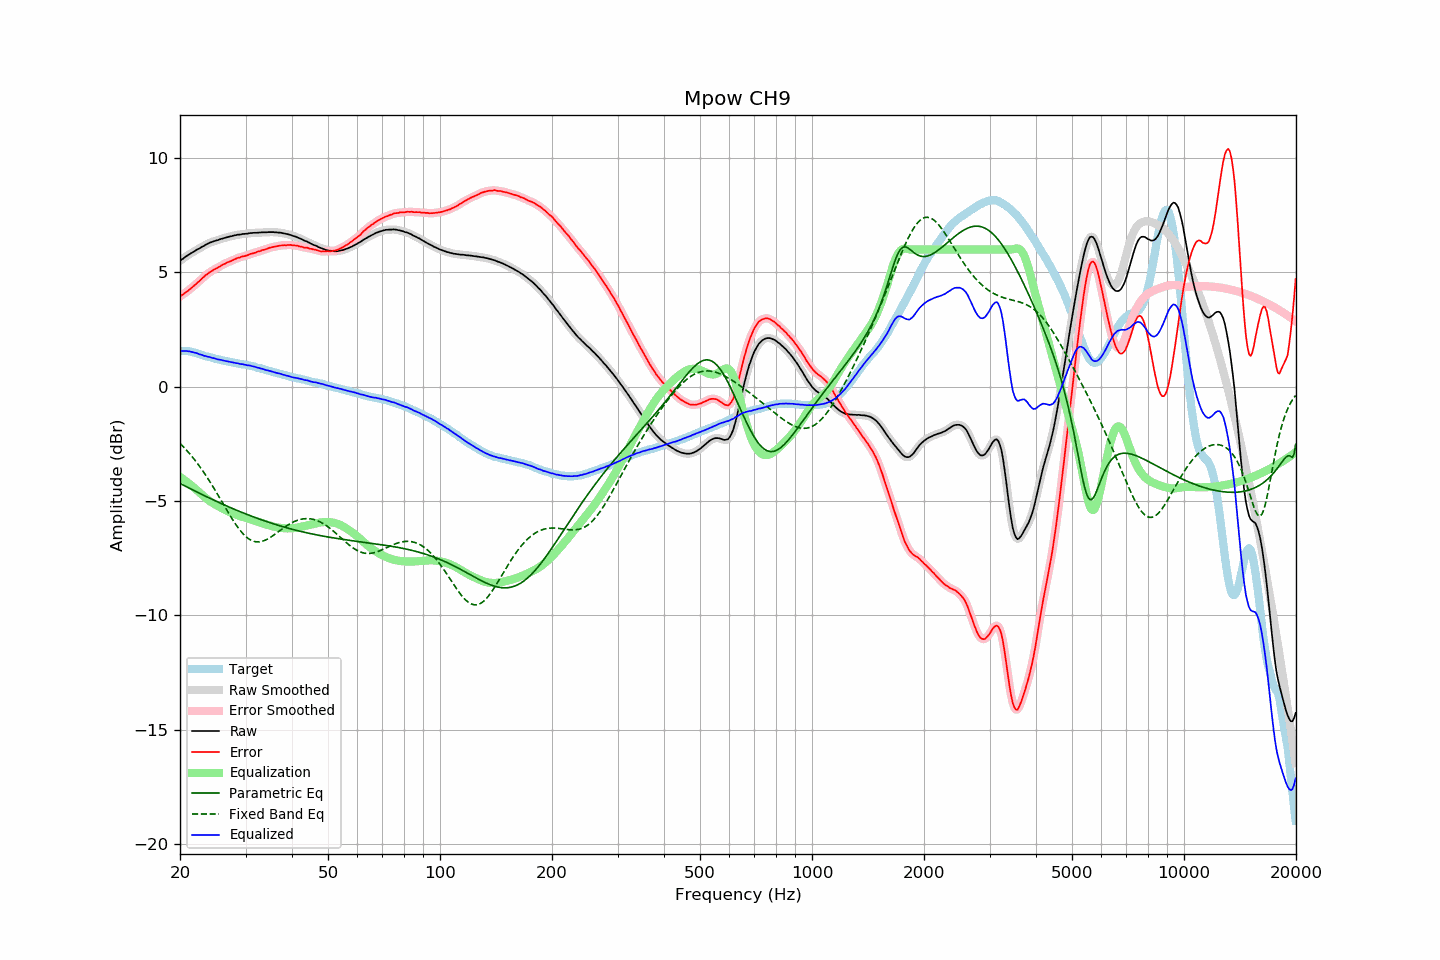 Mpow CH9
Amplitude (dBr)
10
5
0
−5
−10
−15
−20
Target
Raw Smoothed
Error Smoothed
Raw
Error
Equalization
Parametric Eq
Fixed Band Eq
Equalized
20 50 100 200 500 1000 2000 5000 10000 20000
Frequency (Hz)